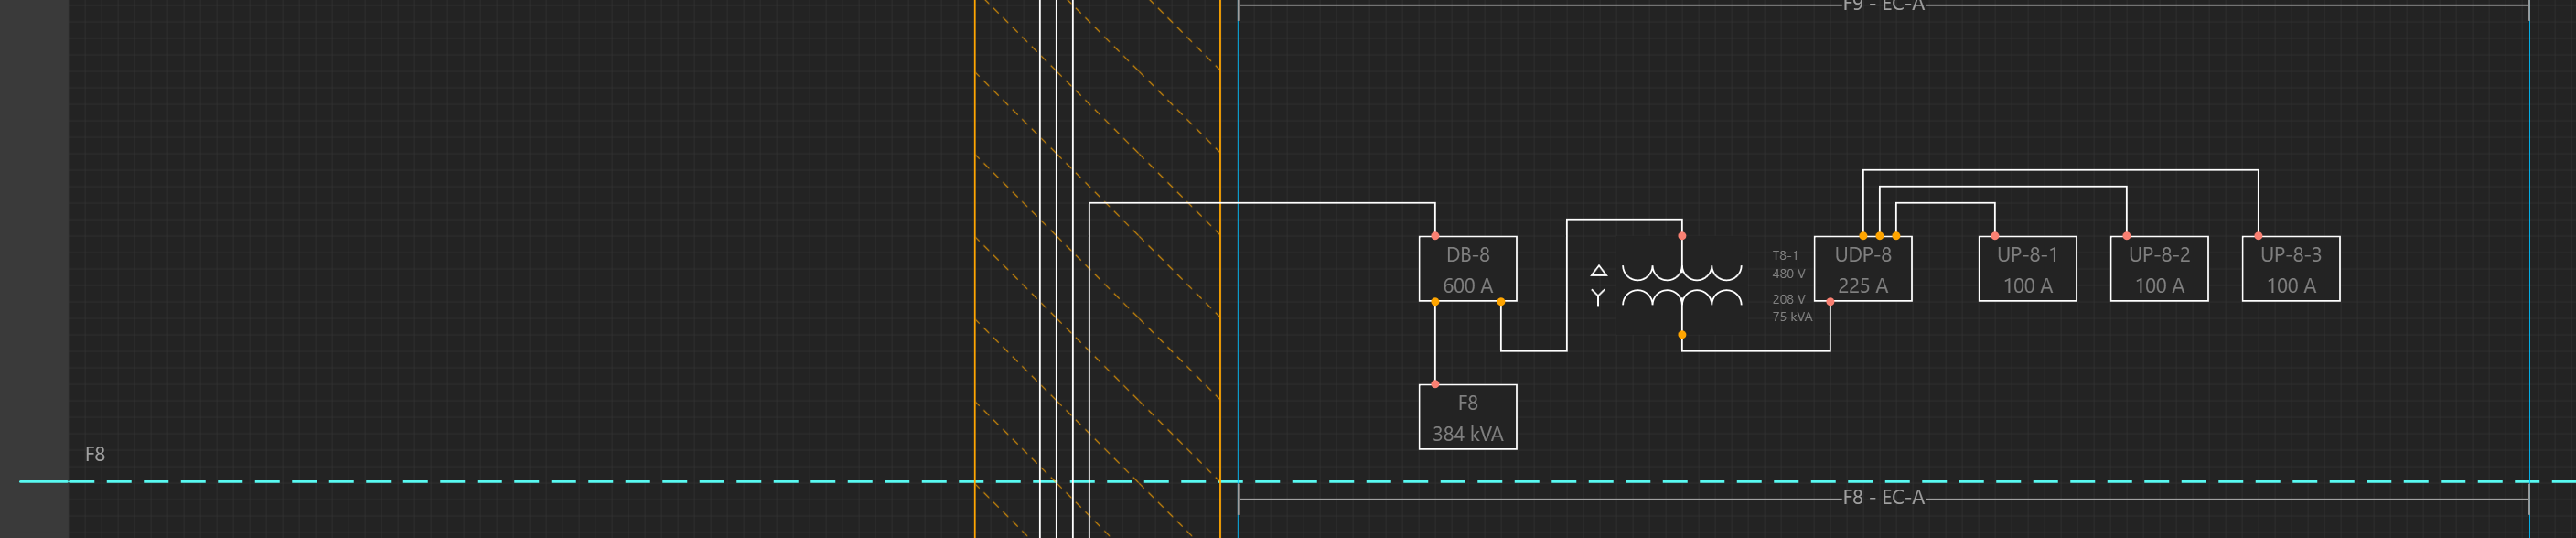 F9 - EC-A
DB-8
600 A
T8-1
480 V
208 V
75 kVA
UDP-8
225 A
UP-8-1
100 A
UP-8-2
100 A
UP-8-3
100 A
F8
384 kVA
F8
F8 - EC-A